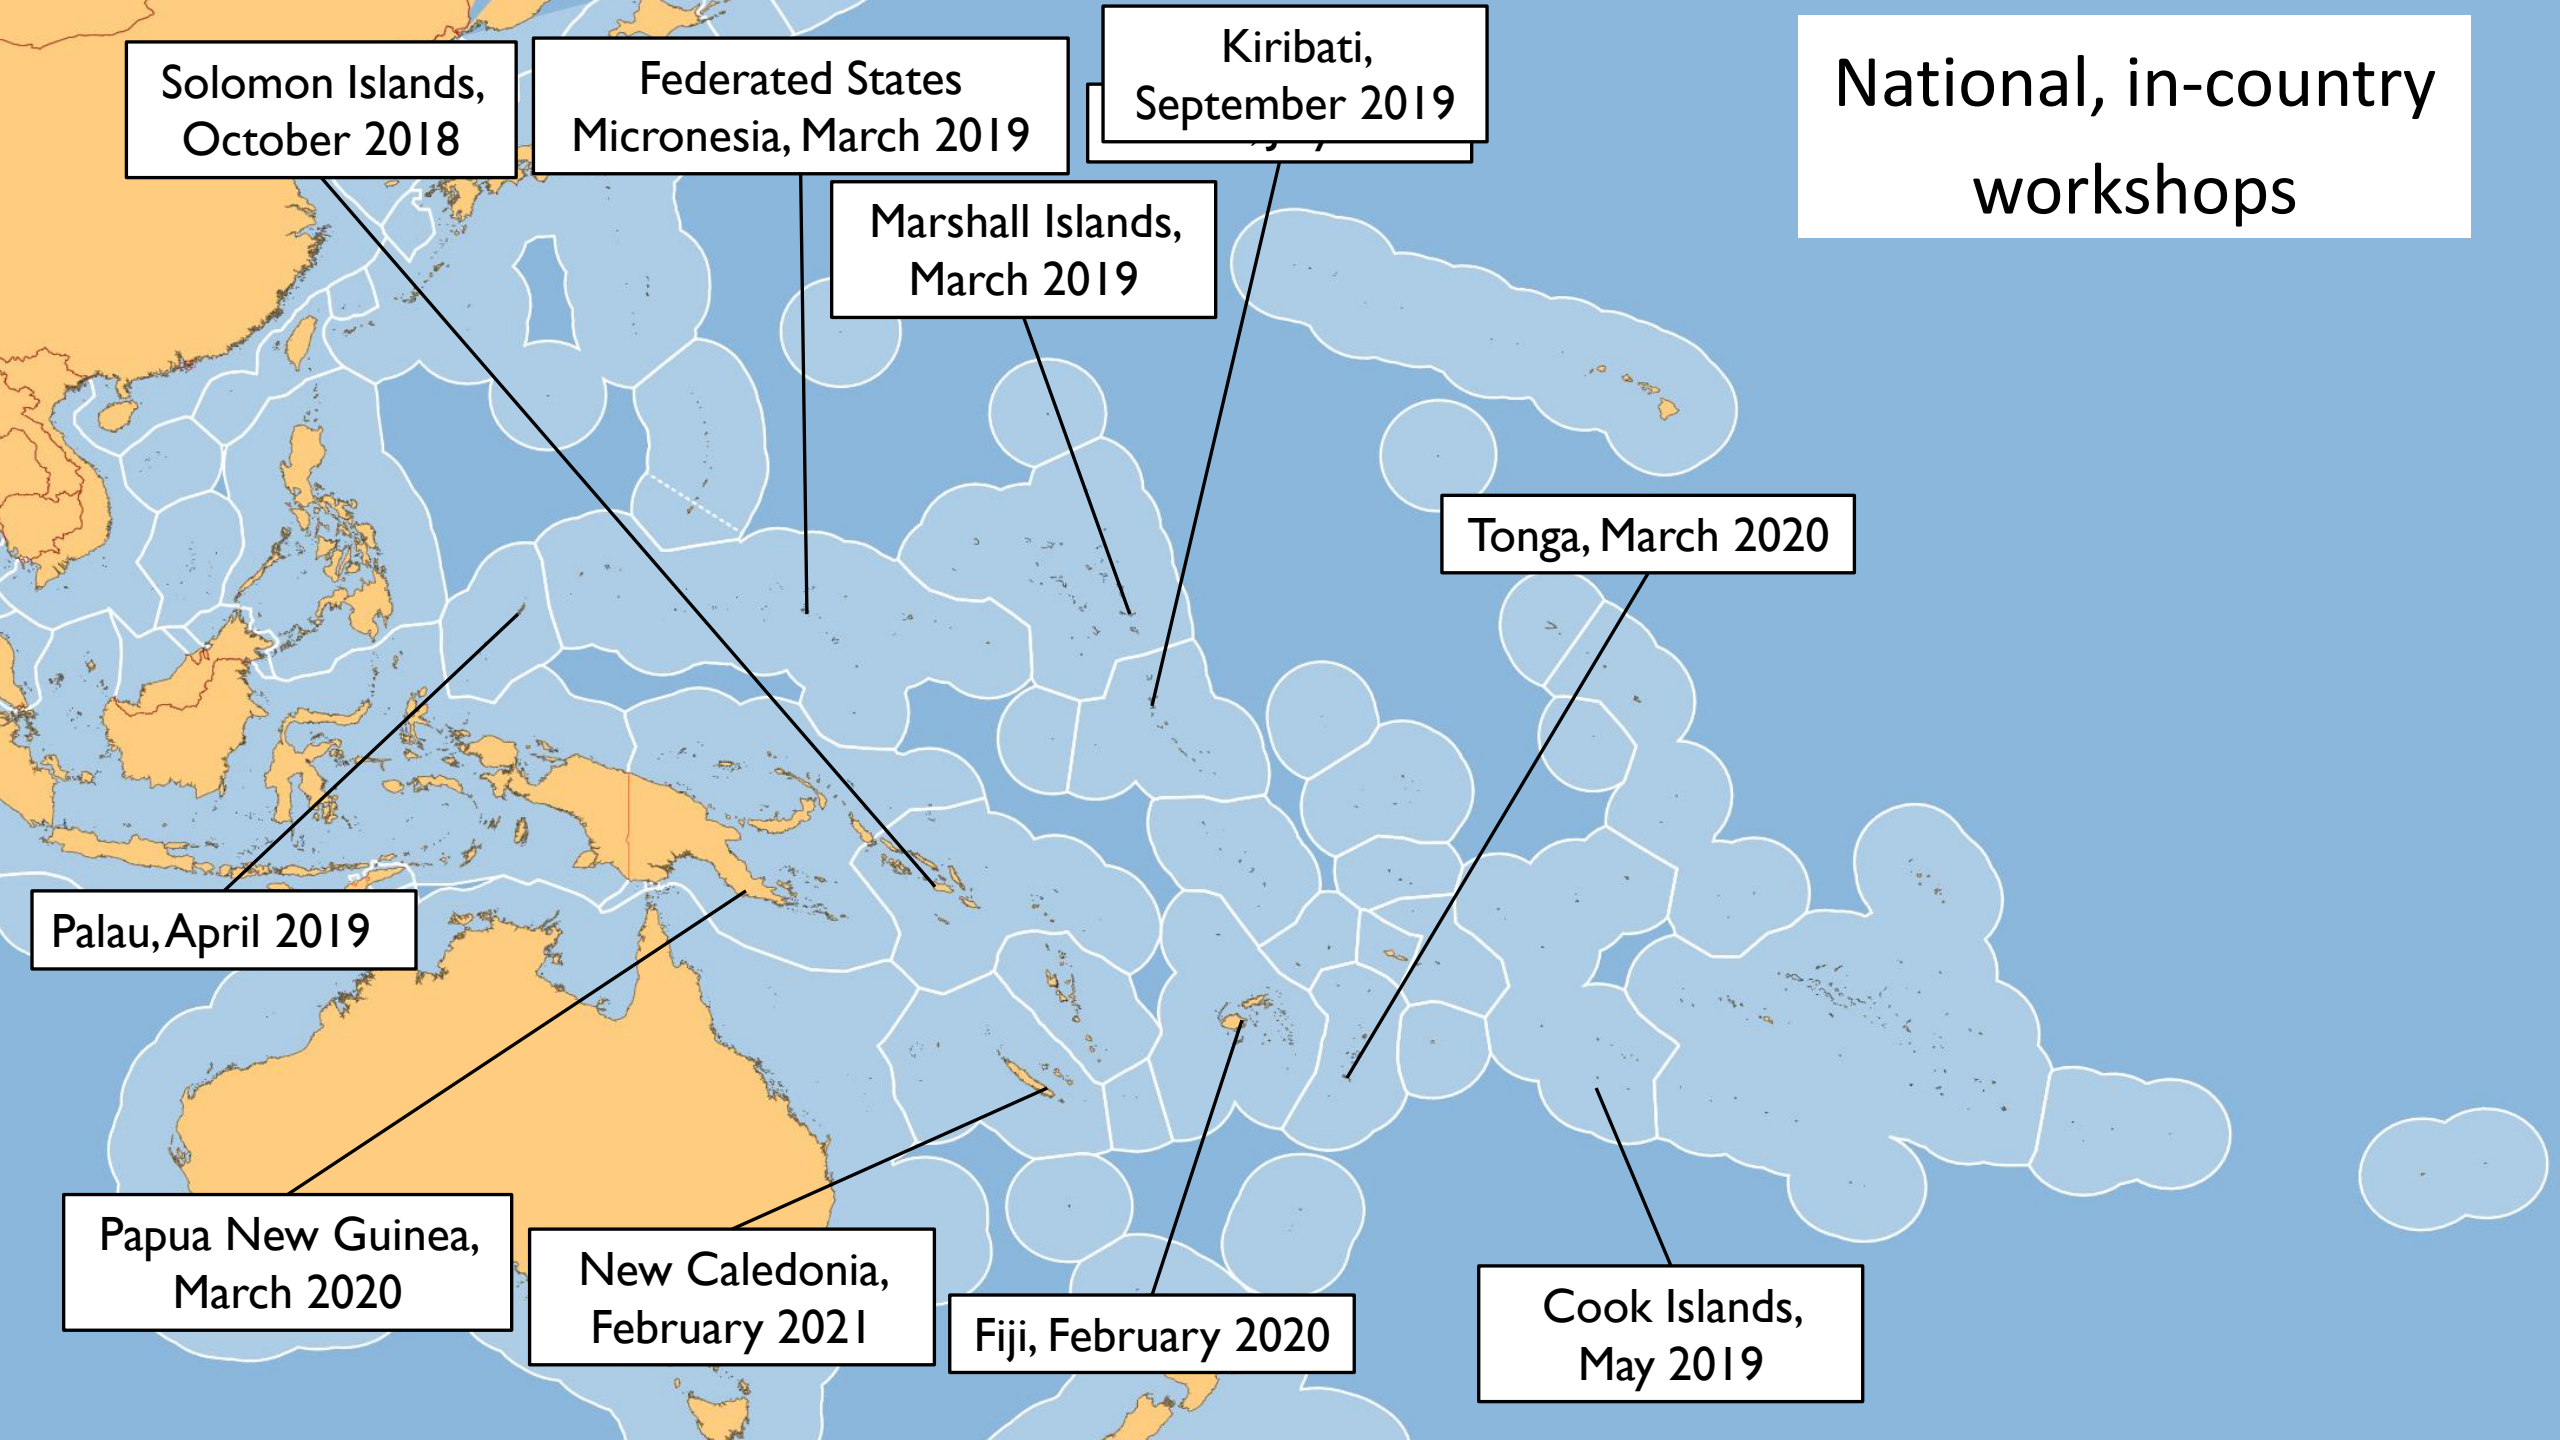 National, in-country
workshops
Solomon Islands,
October 2018
Federated States
Micronesia, March 2019
Kiribati,
September 2019
Marshall Islands,
March 2019
Tonga, March 2020
Palau, April 2019
Papua New Guinea,
March 2020
New Caledonia,
February 2021
Fiji, February 2020
Cook Islands,
May 2019